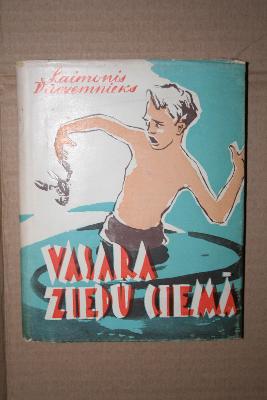 Laimonis
Vāczemnieks
VASARA
ZIEDU CIEMĀ